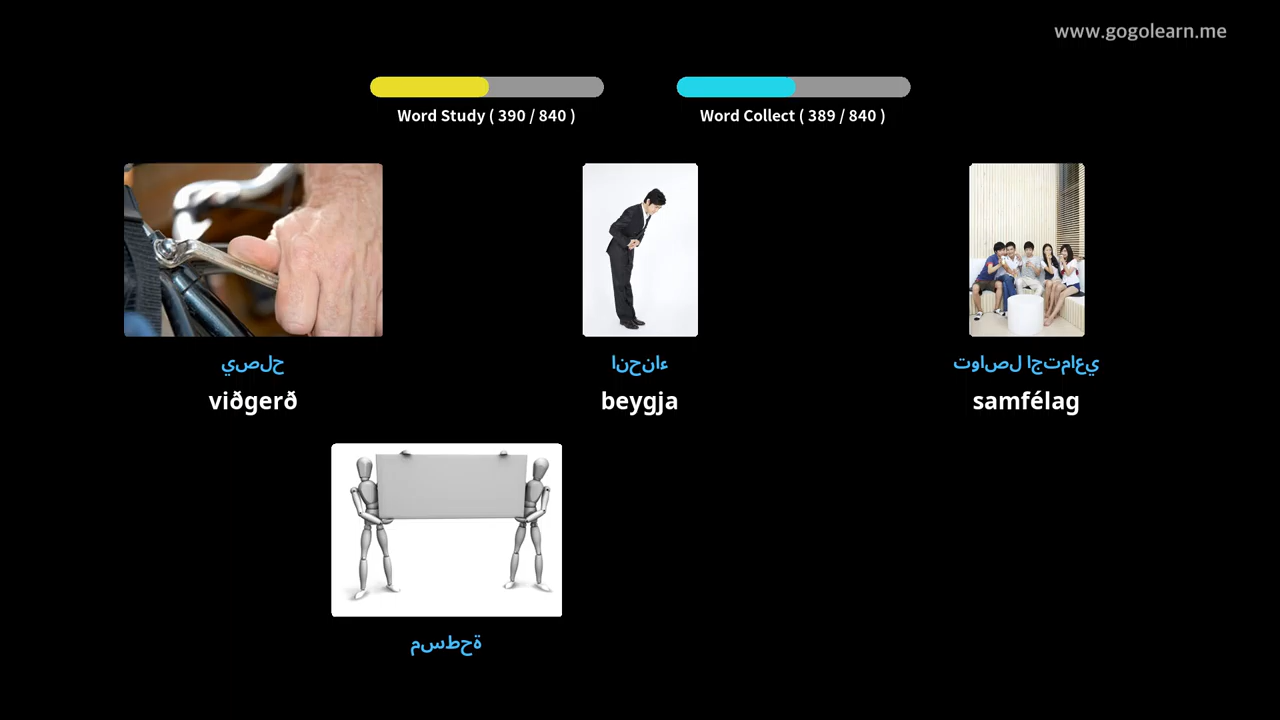 www.gogolearn.me
Word Study ( 390 / 840 )
Word Collect ( 389 / 840 )
يصلح
انحناء
تواصل اجتماعي
viðgerð
beygja
samfélag
مسطحة